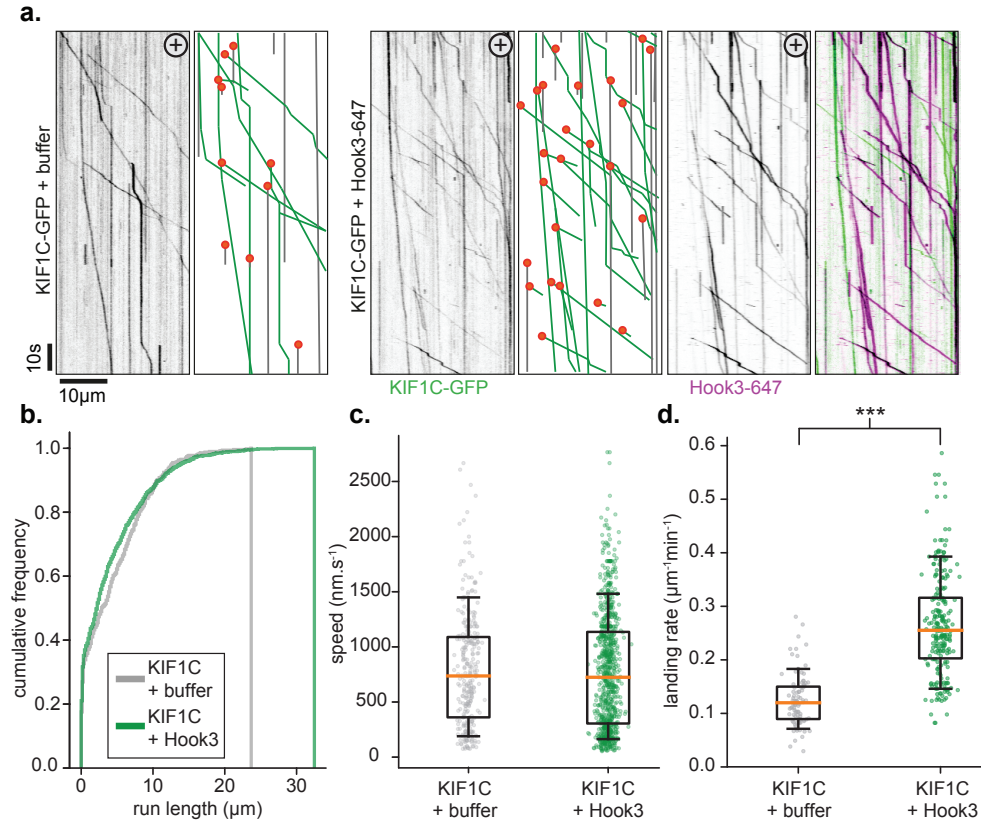 a.
KIF1C-GFP + buffer
+
KIF1C-GFP + Hook3-647
+
+
10s
10µm
KIF1C-GFP
Hook3-647
b.
cumulative frequency
1.0
0.8
0.6
0.4
0.2
0.0
KIF1C
+ buffer
KIF1C
+ Hook3
0
10
20
30
run length (µm)
c.
speed (nm.s⁻¹)
2500
2000
1500
1000
500
0
KIF1C
+ buffer
KIF1C
+ Hook3
d.
***
landing rate (µm⁻¹min⁻¹)
0.6
0.5
0.4
0.3
0.2
0.1
0.0
KIF1C
+ buffer
KIF1C
+ Hook3